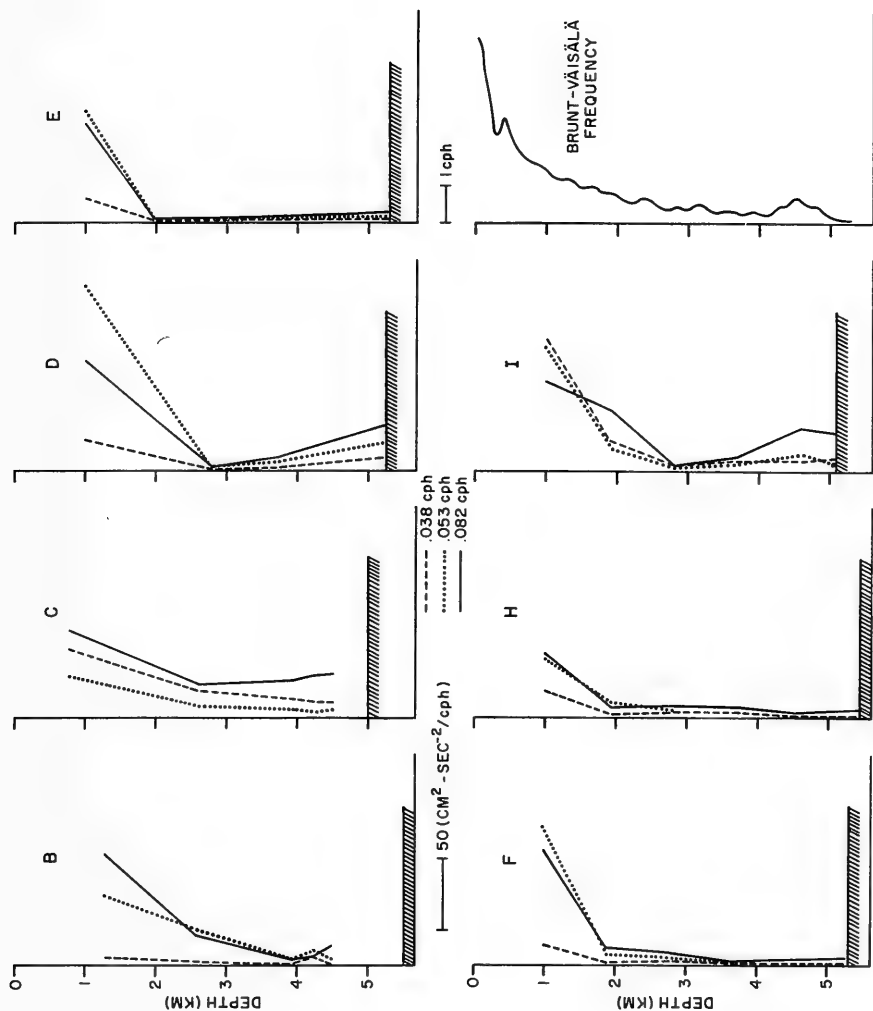 B
C
D
E
DEPTH (KM)
0
1
2
3
4
5
50 (CM² - SEC⁻²/cph)
.038 cph
.053 cph
.082 cph
1 cph
F
H
I
BRUNT-VÄISÄLÄ
FREQUENCY
DEPTH (KM)
0
1
2
3
4
5